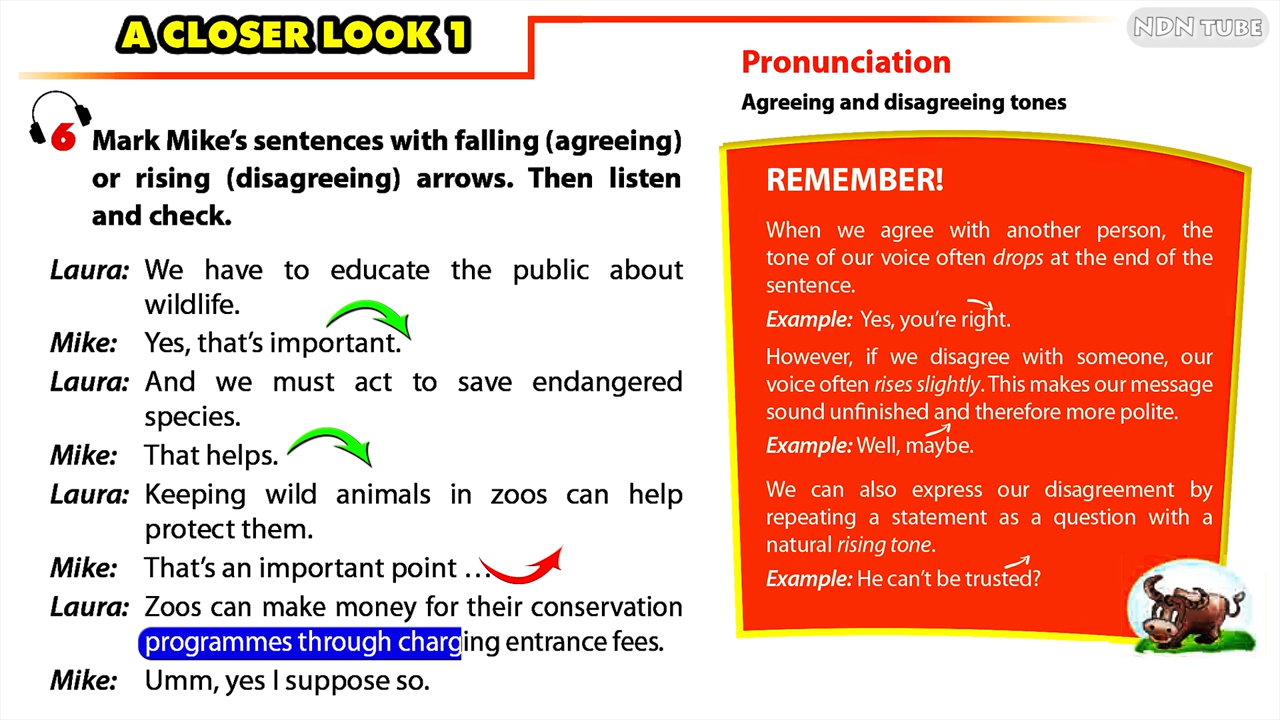 A CLOSER LOOK 1
NDN TUBE
6 Mark Mike's sentences with falling (agreeing)
or rising (disagreeing) arrows. Then listen
and check.
Laura: We have to educate the public about
wildlife.
Mike: Yes, that's important.
Laura: And we must act to save endangered
species.
Mike: That helps.
Laura: Keeping wild animals in zoos can help
protect them.
Mike: That's an important point …
Laura: Zoos can make money for their conservation
programmes through charging entrance fees.
Mike: Umm, yes I suppose so.
Pronunciation
Agreeing and disagreeing tones
REMEMBER!
When we agree with another person, the
tone of our voice often drops at the end of the
sentence.
Example: Yes, you're right.
However, if we disagree with someone, our
voice often rises slightly. This makes our message
sound unfinished and therefore more polite.
Example: Well, maybe.
We can also express our disagreement by
repeating a statement as a question with a
natural rising tone.
Example: He can't be trusted?